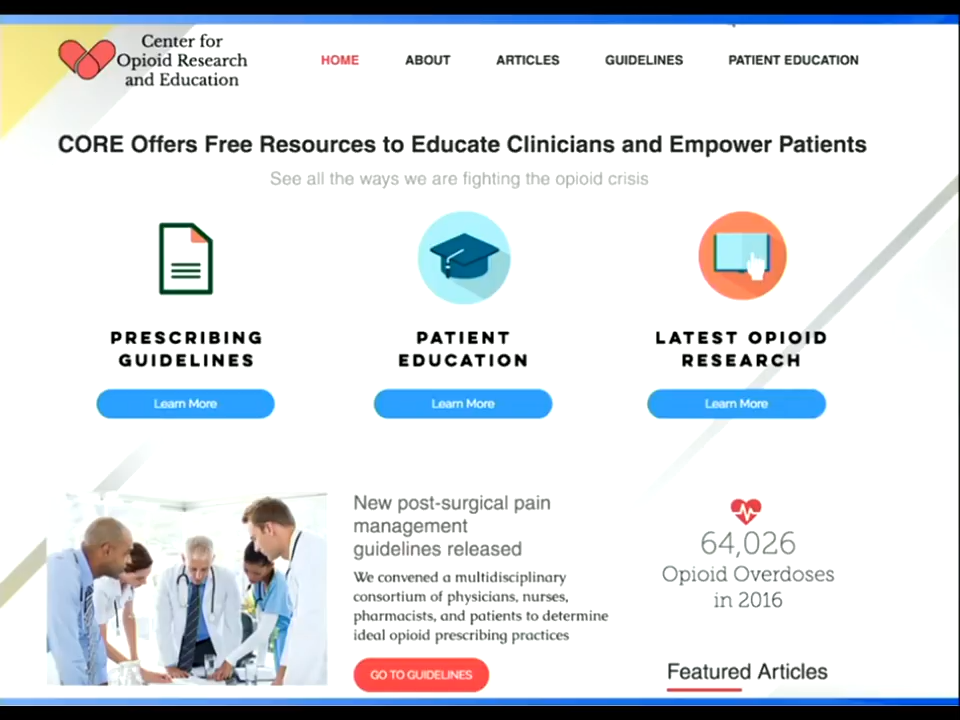 Center for
Opioid Research
and Education
HOME ABOUT ARTICLES GUIDELINES PATIENT EDUCATION
CORE Offers Free Resources to Educate Clinicians and Empower Patients
See all the ways we are fighting the opioid crisis
PRESCRIBING
GUIDELINES
Learn More
PATIENT
EDUCATION
Learn More
LATEST OPIOID
RESEARCH
Learn More
New post-surgical pain
management
guidelines released
We convened a multidisciplinary
consortium of physicians, nurses,
pharmacists, and patients to determine
ideal opioid prescribing practices
GO TO GUIDELINES
64,026
Opioid Overdoses
in 2016
Featured Articles